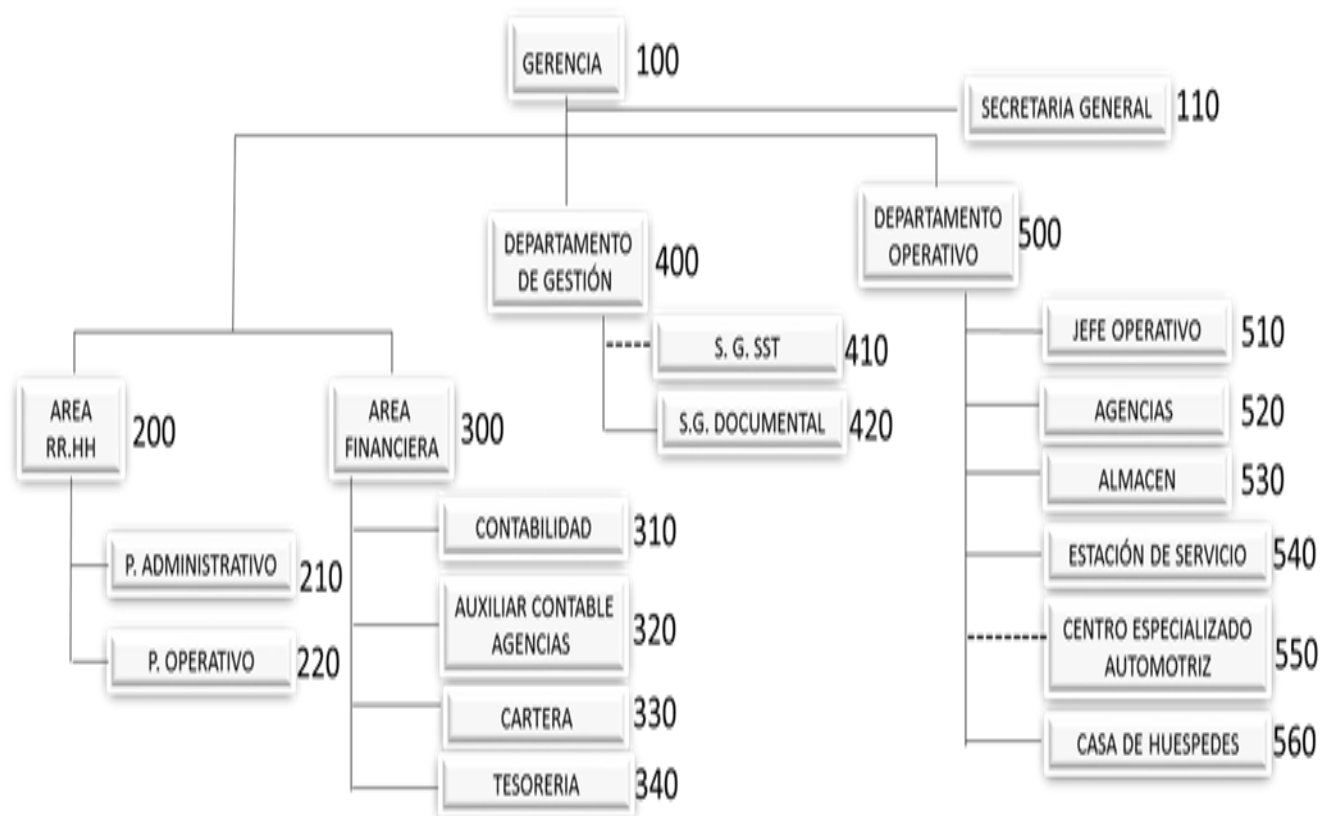 GERENCIA 100
SECRETARIA GENERAL 110
DEPARTAMENTO
DE GESTIÓN
400
S. G. SST 410
S.G. DOCUMENTAL 420
DEPARTAMENTO
OPERATIVO
500
JEFE OPERATIVO 510
AGENCIAS 520
ALMACEN 530
ESTACIÓN DE SERVICIO 540
CENTRO ESPECIALIZADO
AUTOMOTRIZ
550
CASA DE HUESPEDES 560
AREA
RR.HH
200
P. ADMINISTRATIVO 210
P. OPERATIVO 220
AREA
FINANCIERA
300
CONTABILIDAD 310
AUXILIAR CONTABLE
AGENCIAS
320
CARTERA 330
TESORERIA 340